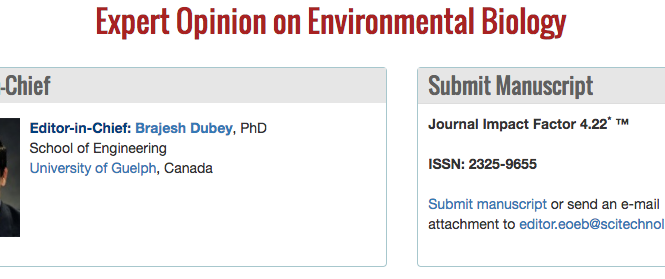 Expert Opinion on Environmental Biology
-Chief
Editor-in-Chief: Brajesh Dubey, PhD
School of Engineering
University of Guelph, Canada
Submit Manuscript
Journal Impact Factor 4.22* ™
ISSN: 2325-9655
Submit manuscript or send an e-mail
attachment to editor.eoeb@scitechnol